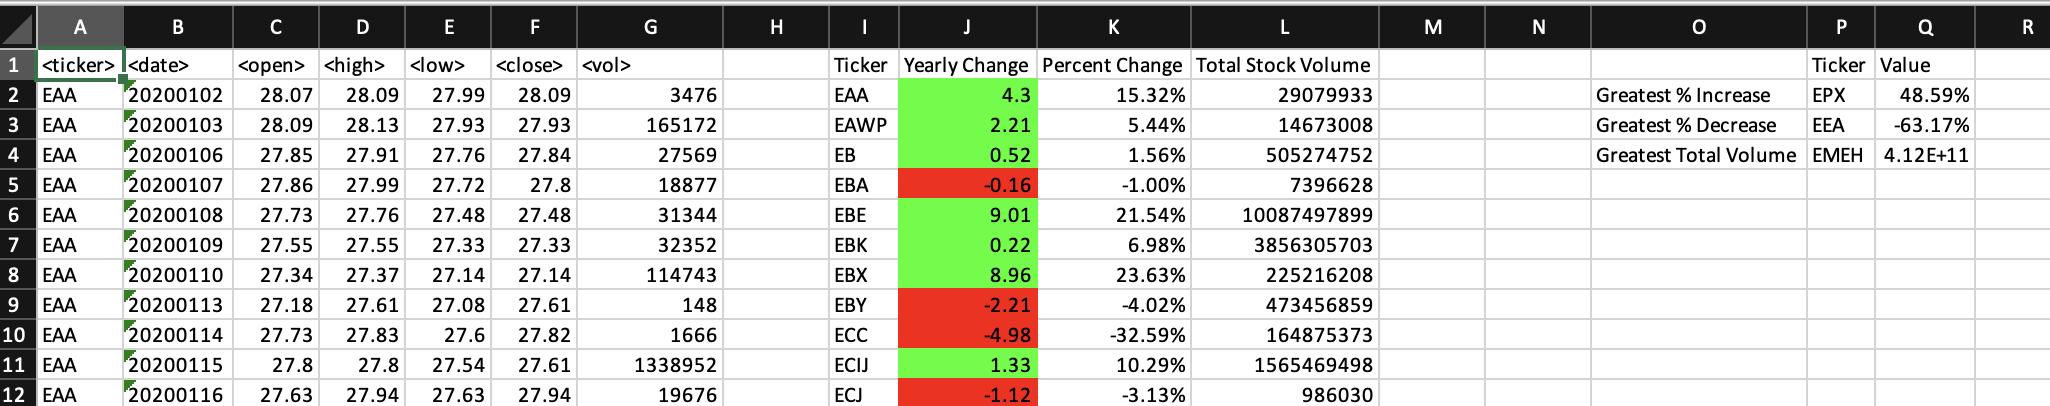 A B C D E F G H I J K L M N O P Q R
1 <ticker> <date> <open> <high> <low> <close> <vol> Ticker Yearly Change Percent Change Total Stock Volume Ticker Value
2 EAA 20200102 28.07 28.09 27.99 28.09 3476 EAA 4.3 15.32% 29079933 Greatest % Increase EPX 48.59%
3 EAA 20200103 28.09 28.13 27.93 27.93 165172 EAWP 2.21 5.44% 14673008 Greatest % Decrease EEA -63.17%
4 EAA 20200106 27.85 27.91 27.76 27.84 27569 EB 0.52 1.56% 505274752 Greatest Total Volume EMEH 4.12E+11
5 EAA 20200107 27.86 27.99 27.72 27.8 18877 EBA -0.16 -1.00% 7396628
6 EAA 20200108 27.73 27.76 27.48 27.48 31344 EBE 9.01 21.54% 10087497899
7 EAA 20200109 27.55 27.55 27.33 27.33 32352 EBK 0.22 6.98% 3856305703
8 EAA 20200110 27.34 27.37 27.14 27.14 114743 EBX 8.96 23.63% 225216208
9 EAA 20200113 27.18 27.61 27.08 27.61 148 EBY -2.21 -4.02% 473456859
10 EAA 20200114 27.73 27.83 27.6 27.82 1666 ECC -4.98 -32.59% 164875373
11 EAA 20200115 27.8 27.8 27.54 27.61 1338952 ECIJ 1.33 10.29% 1565469498
12 EAA 20200116 27.63 27.94 27.63 27.94 19676 ECJ -1.12 -3.13% 986030